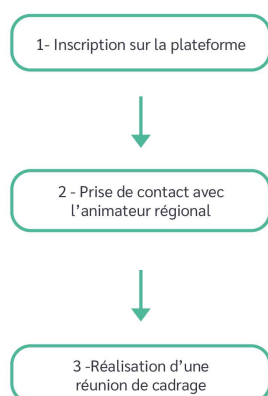 1- Inscription sur la plateforme
2 - Prise de contact avec
l’animateur régional
3 -Réalisation d’une
réunion de cadrage